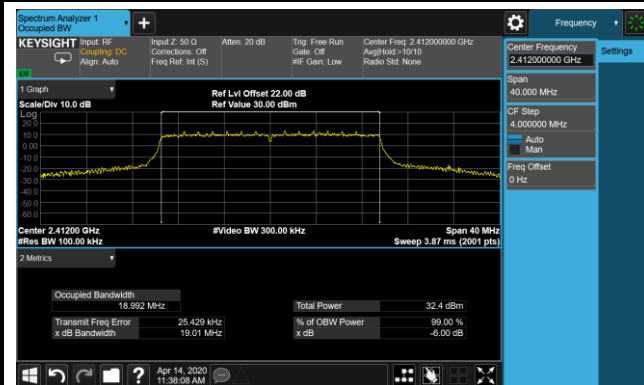 Spectrum Analyzer 1
Occupied BW
Frequency
KEYSIGHT
Input: RF
Coupling: DC
Align: Auto
Input Z: 50 Ω
Corrections: Off
Freq Ref: Int (S)
Atten: 20 dB
Trig: Free Run
Gate: Off
#IF Gain: Low
Center Freq: 2.412000000 GHz
Avg|Hold:>10/10
Radio Std: None
Center Frequency
2.412000000 GHz
Settings
Span
40.000 MHz
CF Step
4.000000 MHz
Auto
Man
Freq Offset
0 Hz
1 Graph
Scale/Div 10.0 dB
Ref Lvl Offset 22.00 dB
Ref Value 30.00 dBm
Log
20.0
10.0
0.00
-10.0
-20.0
-30.0
-40.0
-50.0
-60.0
Center 2.41200 GHz
#Res BW 100.00 kHz
#Video BW 300.00 kHz
Span 40 MHz
Sweep 3.87 ms (2001 pts)
2 Metrics
Occupied Bandwidth
18.992 MHz
Total Power 32.4 dBm
Transmit Freq Error 25.429 kHz
% of OBW Power 99.00 %
x dB Bandwidth 19.01 MHz
x dB -6.00 dB
?
Apr 14, 2020
11:38:08 AM